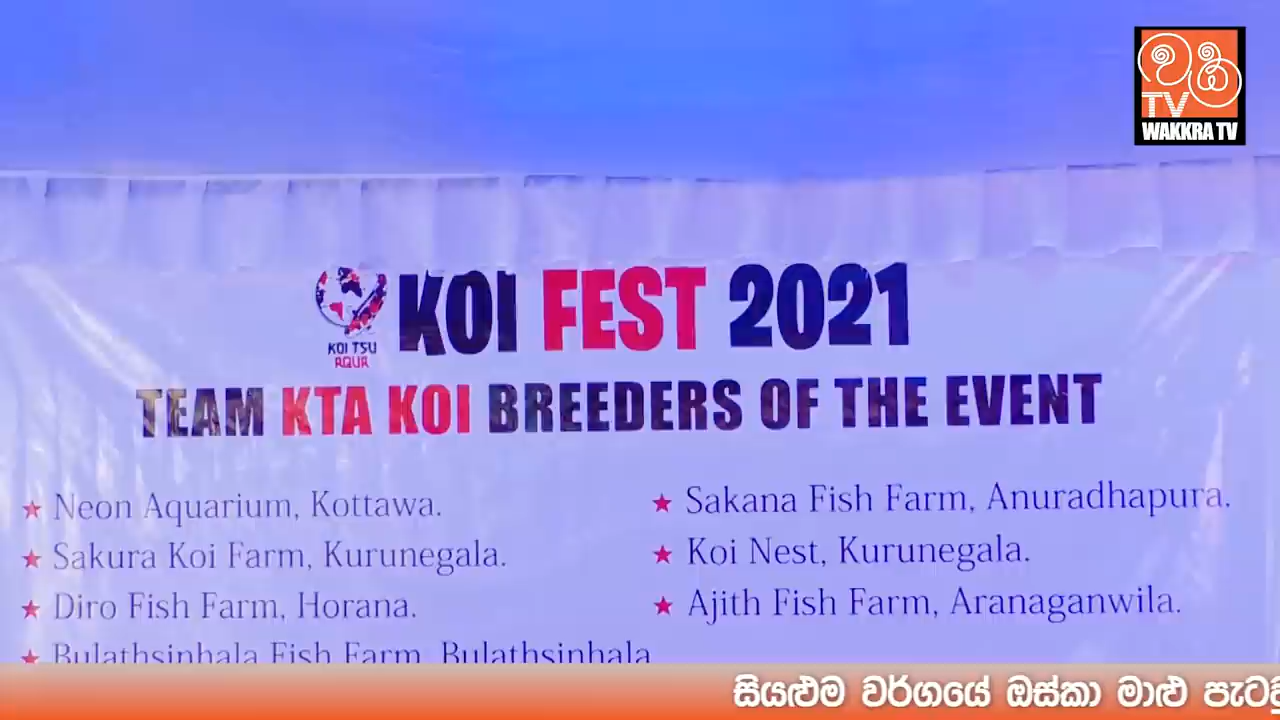 වක්‍ර
TV
WAKKRA TV
KOI FEST 2021
KOI TSU
AQUA
TEAM KTA KOI BREEDERS OF THE EVENT
★ Neon Aquarium, Kottawa.
★ Sakura Koi Farm, Kurunegala.
★ Diro Fish Farm, Horana.
★ Bulathsinhala Fish Farm, Bulathsinhala
★ Sakana Fish Farm, Anuradhapura.
★ Koi Nest, Kurunegala.
★ Ajith Fish Farm, Aranaganwila.
සියළුම වර්ගයේ ඔස්කා මාළු